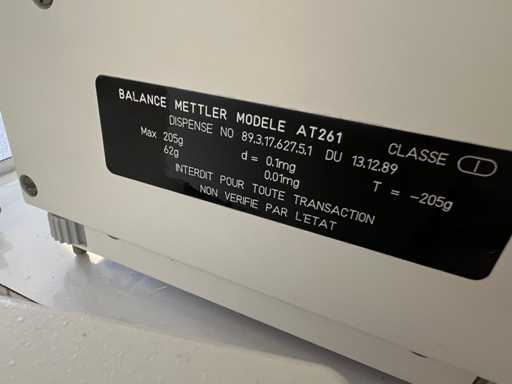 BALANCE METTLER MODELE AT261
DISPENSE NO 89.3.17.627.5.1 DU 13.12.89 CLASSE I
Max 205g d = 0.1mg T = -205g
62g 0.01mg
INTERDIT POUR TOUTE TRANSACTION
NON VERIFIE PAR L'ETAT